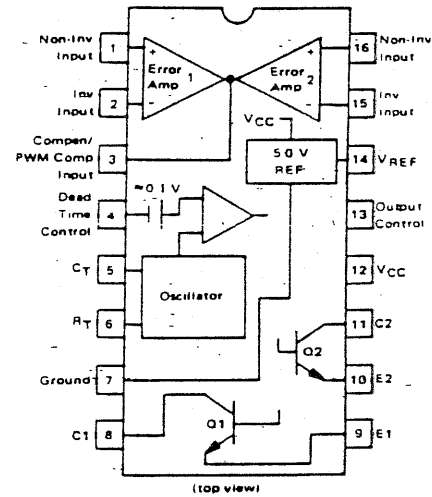 Non-Inv
Input
1
+
Error
Amp 1
Error
Amp 2
+
16
Non-Inv
Input
Inv
Input
2
−
−
15
Inv
Input
Compen/
PWM Comp
Input
3
VCC
5.0 V
REF
14
VREF
Dead
Time
Control
4
≈0.1 V
13
Output
Control
CT
5
Oscillator
12
VCC
RT
6
11
C2
Q2
Ground
7
10
E2
C1
8
Q1
9
E1
(top view)